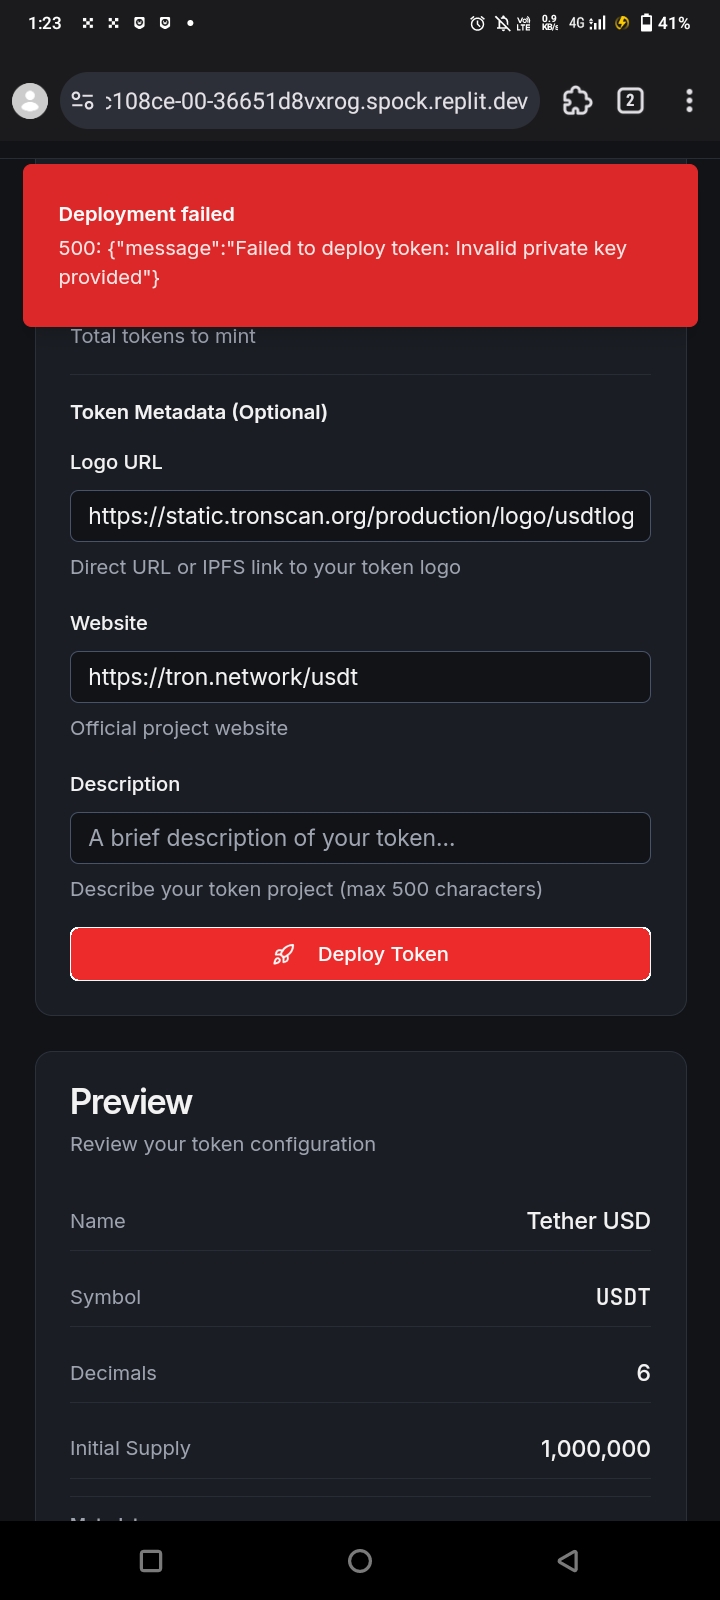 1:23
Vol LTE
0.9 KB/s
4G
41%
c108ce-00-36651d8vxrog.spock.replit.dev
2
Deployment failed
500: {"message":"Failed to deploy token: Invalid private key
provided"}
Total tokens to mint
Token Metadata (Optional)
Logo URL
https://static.tronscan.org/production/logo/usdtlog
Direct URL or IPFS link to your token logo
Website
https://tron.network/usdt
Official project website
Description
A brief description of your token...
Describe your token project (max 500 characters)
Deploy Token
Preview
Review your token configuration
Name
Tether USD
Symbol
USDT
Decimals
6
Initial Supply
1,000,000